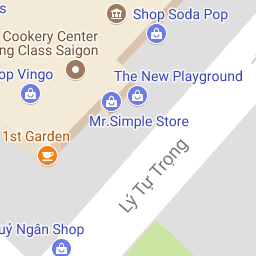 Shop Soda Pop
Cookery Center
ng Class Saigon
op Vingo
The New Playground
Mr.Simple Store
1st Garden
Lý Tự Trọng
uỷ Ngân Shop